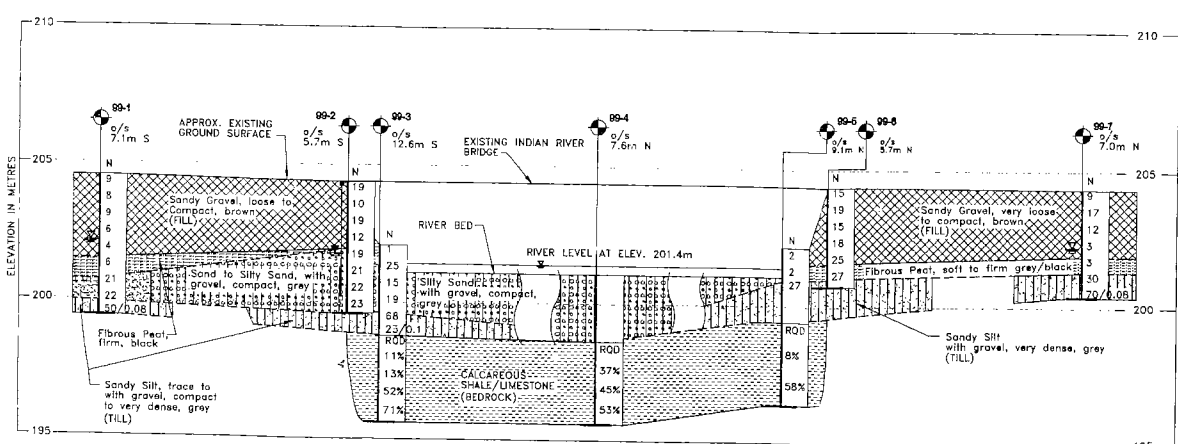 210
210
99-1
o/s
7.1m S
APPROX. EXISTING
GROUND SURFACE
99-2
o/s
5.7m S
99-3
o/s
12.6m S
EXISTING INDIAN RIVER
BRIDGE
99-4
o/s
7.6m N
99-5
o/s
9.1m N
99-6
o/s
5.7m N
99-7
o/s
7.0m N
205
205
ELEVATION IN METRES
N
9
8
9
6
4
6
21
22
50/0.08
Sandy Gravel, loose to
Compact, brown
(FILL)
N
19
10
19
12
19
21
22
23
Sand to Silty Sand, with
gravel, compact, grey
RIVER BED
RIVER LEVEL AT ELEV. 201.4m
N
25
15
19
68
23/0.1
RQD
11%
13%
52%
71%
Silty Sand,
with gravel, compact,
grey
RQD
37%
45%
53%
N
2
2
27
RQD
8%
58%
N
15
19
15
18
25
27
Sandy Gravel, very loose
to compact, brown
(FILL)
Fibrous Peat, soft to firm grey/black
N
9
17
12
3
3
30
70/0.08
200
200
Fibrous Peat,
firm, black
Sandy Silt, trace to
with gravel, compact
to very dense, grey
(TILL)
CALCAREOUS
SHALE/LIMESTONE
(BEDROCK)
Sandy Silt
with gravel, very dense, grey
(TILL)
195